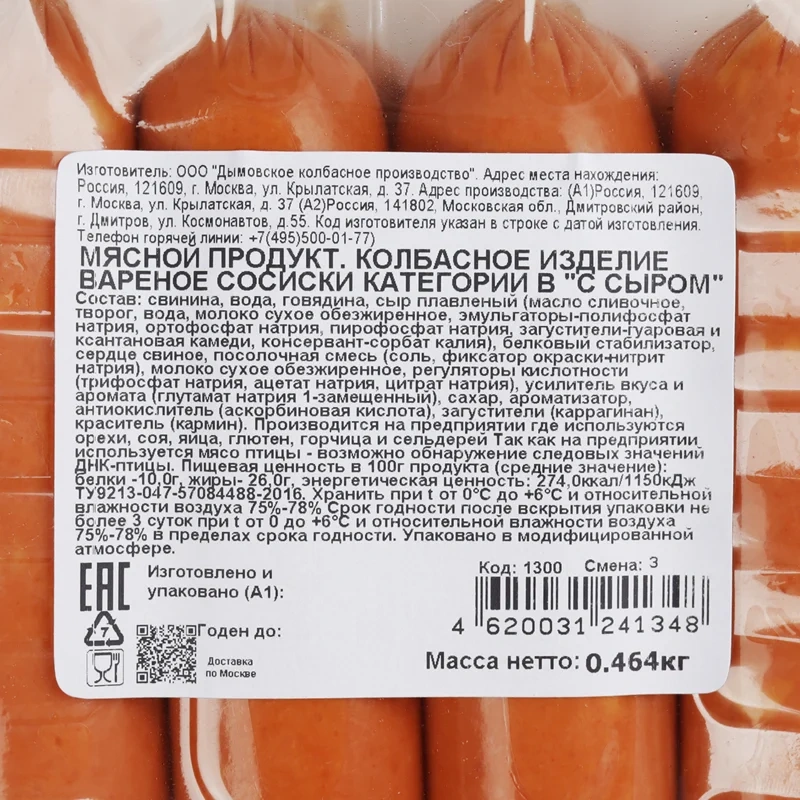 Изготовитель: ООО "Дымовское колбасное производство". Адрес места нахождения:
Россия, 121609, г. Москва, ул. Крылатская, д. 37. Адрес производства: (А1)Россия, 121609,
г. Москва, ул. Крылатская, д. 37 (А2)Россия, 141802, Московская обл., Дмитровский район,
г. Дмитров, ул. Космонавтов, д.55. Код изготовителя указан в строке с датой изготовления.
Телефон горячей линии: +7(495)500-01-77)
МЯСНОЙ ПРОДУКТ. КОЛБАСНОЕ ИЗДЕЛИЕ
ВАРЕНОЕ СОСИСКИ КАТЕГОРИИ В "С СЫРОМ"
Состав: свинина, вода, говядина, сыр плавленый (масло сливочное,
творог, вода, молоко сухое обезжиренное, эмульгаторы-полифосфат
натрия, ортофосфат натрия, пирофосфат натрия, загустители-гуаровая и
ксантановая камеди, консервант-сорбат калия), белковый стабилизатор,
сердце свиное, посолочная смесь (соль, фиксатор окраски-нитрит
натрия), молоко сухое обезжиренное, регуляторы кислотности
(трифосфат натрия, ацетат натрия, цитрат натрия), усилитель вкуса и
аромата (глутамат натрия 1-замещенный), сахар, ароматизатор,
антиокислитель (аскорбиновая кислота), загустители (каррагинан),
краситель (кармин). Производится на предприятии где используются
орехи, соя, яйца, глютен, горчица и сельдерей Так как на предприятии
используется мясо птицы - возможно обнаружение следовых значений
ДНК-птицы. Пищевая ценность в 100г продукта (средние значение):
белки -10,0г, жиры- 26,0г, энергетическая ценность: 274,0ккал/1150кДж
ТУ9213-047-57084488-2016. Хранить при t от 0°С до +6°С и относительной
влажности воздуха 75%-78% Срок годности после вскрытия упаковки не
более 3 суток при t от 0 до +6°С и относительной влажности воздуха
75%-78% в пределах срока годности. Упаковано в модифицированной
атмосфере.
ЕАС
Изготовлено и
упаковано (А1):
Код: 1300 Смена: 3
7
Годен до:
4 620031 241348
Доставка
по Москве
Масса нетто: 0.464кг